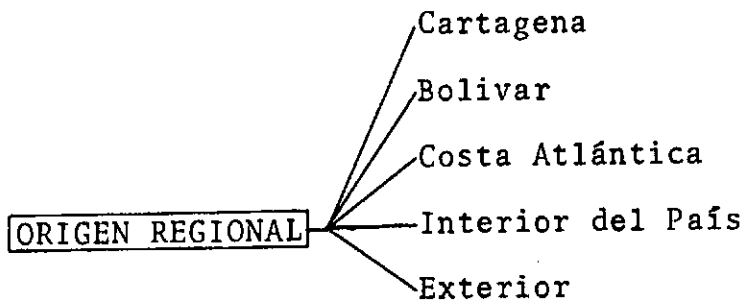 Cartagena
Bolivar
Costa Atlántica
ORIGEN REGIONAL
Interior del País
Exterior